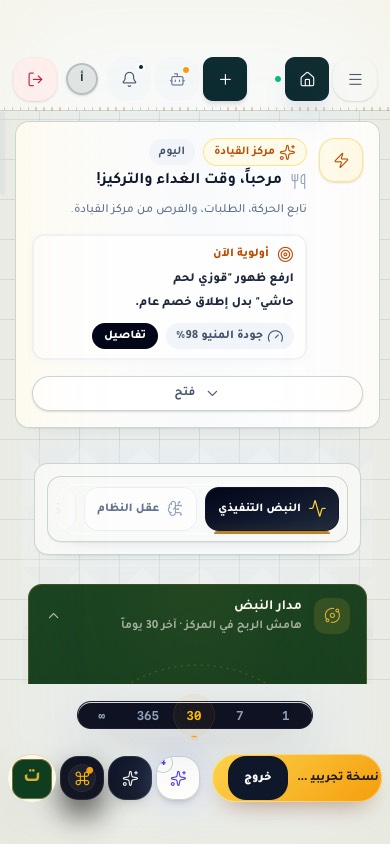 أ
مركز القيادة
اليوم
مرحباً، وقت الغداء والتركيز!
تابع الحركة، الطلبات، والفرص من مركز القيادة.
أولوية الآن
ارفع ظهور "قوزي لحم
حاشي" بدل إطلاق خصم عام.
جودة المنيو 98%
تفاصيل
فتح
النبض التنفيذي
عقل النظام
مدار النبض
هامش الربح في المركز · آخر 30 يوماً
1
7
30
365
∞
نسخة تجريبي ...
خروج
ت